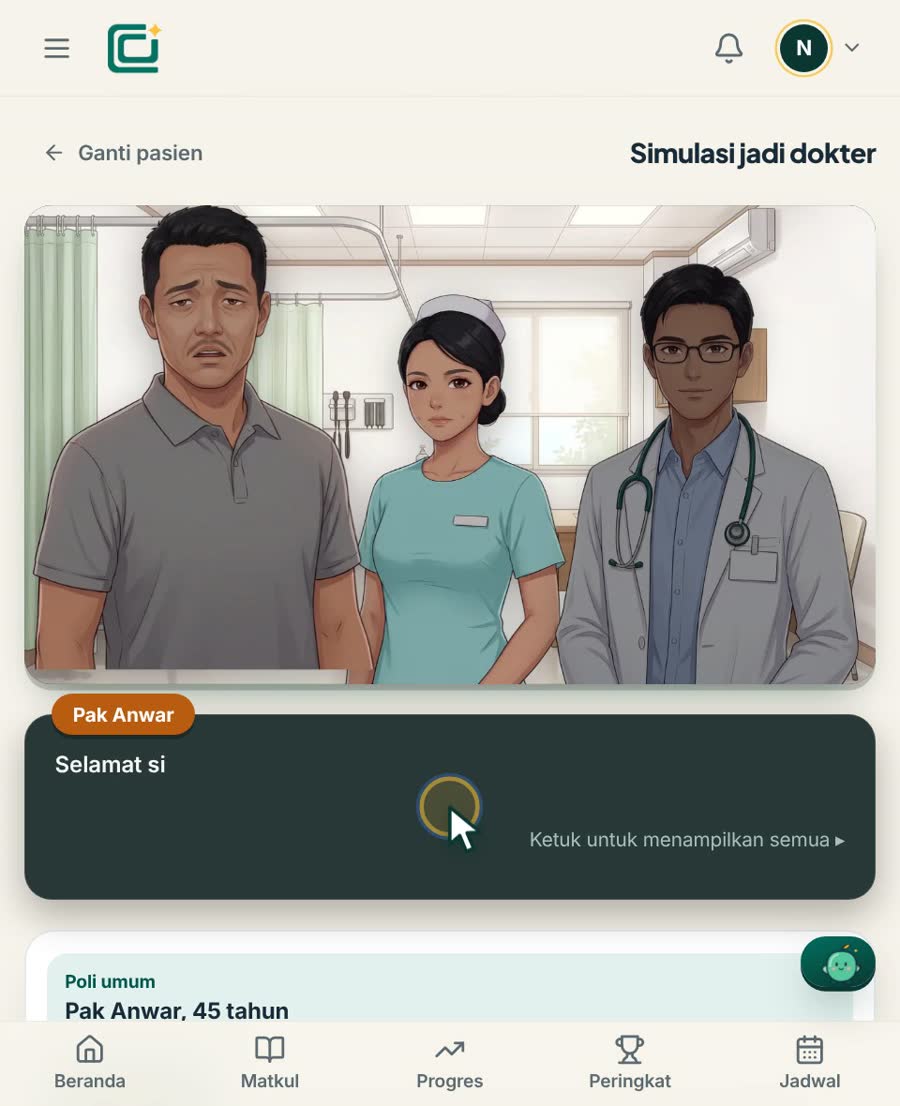 N
Ganti pasien
Simulasi jadi dokter
Pak Anwar
Selamat si
Ketuk untuk menampilkan semua ▸
Poli umum
Pak Anwar, 45 tahun
Beranda
Matkul
Progres
Peringkat
Jadwal